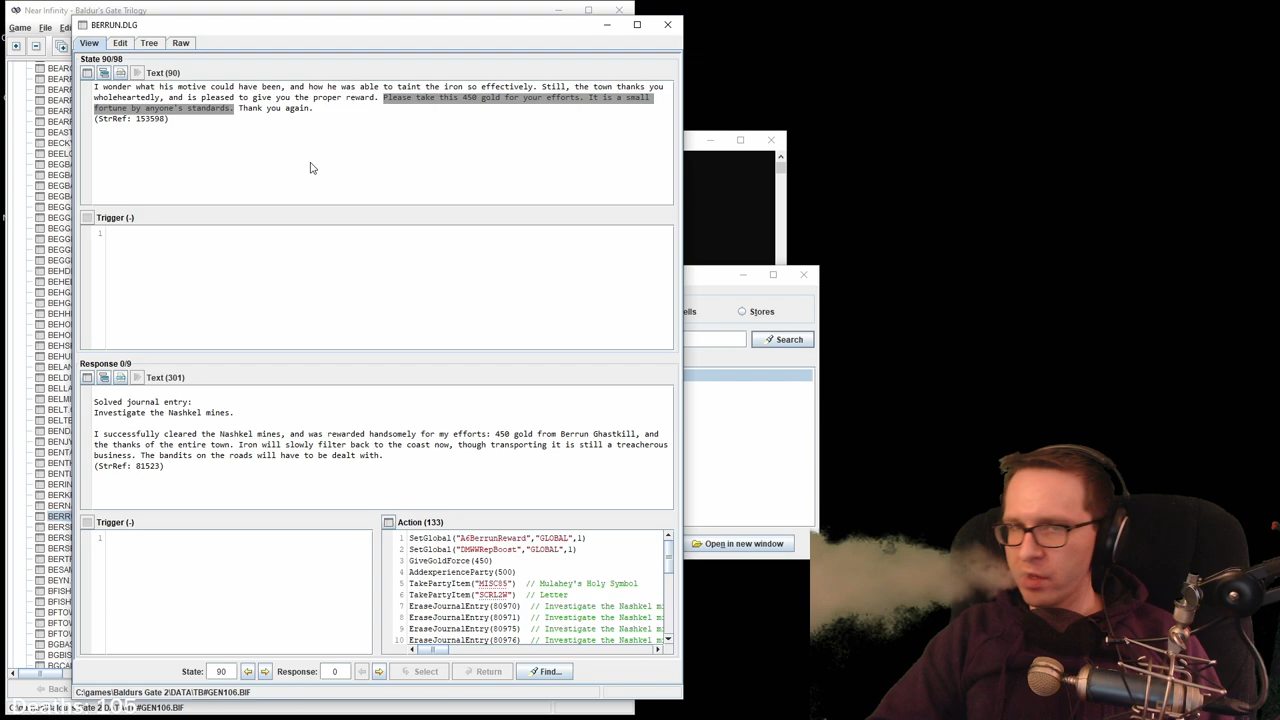 Near Infinity - Baldur's Gate Trilogy
Game File
BERRUN.DLG
View Edit Tree Raw
State 90/98
Text (90)
I wonder what his motive could have been, and how he was able to taint the iron so effectively. Still, the town thanks you
wholeheartedly, and is pleased to give you the proper reward. Please take this 450 gold for your efforts. It is a small
fortune by anyone's standards. Thank you again.
(StrRef: 153598)
Trigger (-)
1
Response 0/9
Text (301)
Solved journal entry:
Investigate the Nashkel mines.
I successfully cleared the Nashkel mines, and was rewarded handsomely for my efforts: 450 gold from Berrun Ghastkill, and
the thanks of the entire town. Iron will slowly filter back to the coast now, though transporting it is still a treacherous
business. The bandits on the roads will have to be dealt with.
(StrRef: 81523)
Trigger (-)
1
Action (133)
1 SetGlobal("A6BerrunReward","GLOBAL",1)
2 SetGlobal("DMWWRepBoost","GLOBAL",1)
3 GiveGoldForce(450)
4 AddexperienceParty(500)
5 TakePartyItem("MISC85") // Mulahey's Holy Symbol
6 TakePartyItem("SCRL2W") // Letter
7 EraseJournalEntry(80970) // Investigate the Nashkel mi
8 EraseJournalEntry(80971) // Investigate the Nashkel m
9 EraseJournalEntry(80975) // Investigate the Nashkel m
10 EraseJournalEntry(80976) // Investigate the Nashkel m
State: 90 Response: 0 Select Return Find...
C:\games\Baldurs Gate 2\DATA\TB#GEN106.BIF
Stores
Search
Open in new window
Back
Deaths: 105